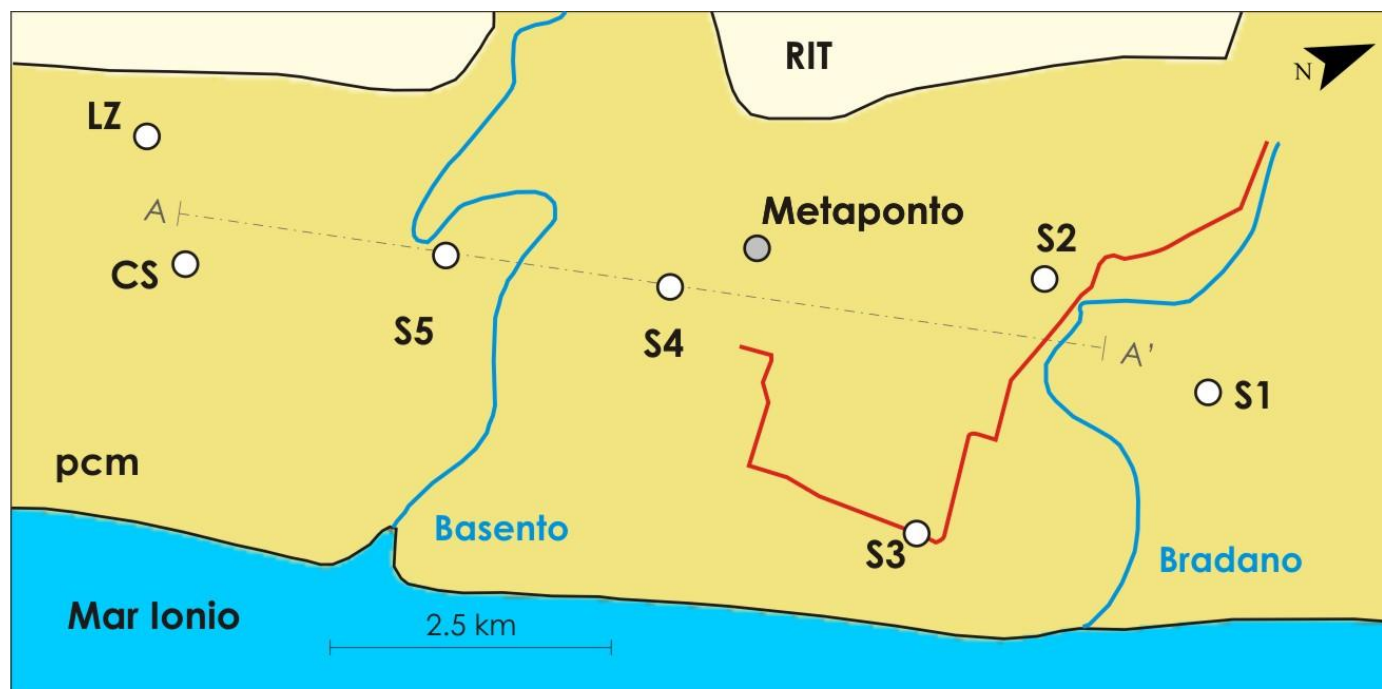 RIT
N
LZ
A
Metaponto
S2
CS
S5
S4
A'
S1
pcm
Basento
S3
Bradano
Mar Ionio
2.5 km